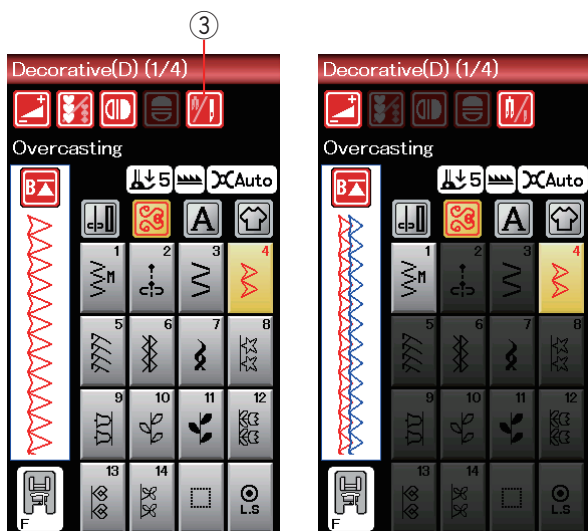 ③
Decorative(D) (1/4)
Overcasting
B
5 Auto
A
1 2 3 4
M
5 6 7 8
9 10 11 12
13 14
L.S
F
Decorative(D) (1/4)
Overcasting
B
5 Auto
A
1 2 3 4
M
5 6 7 8
9 10 11 12
13 14
L.S
F